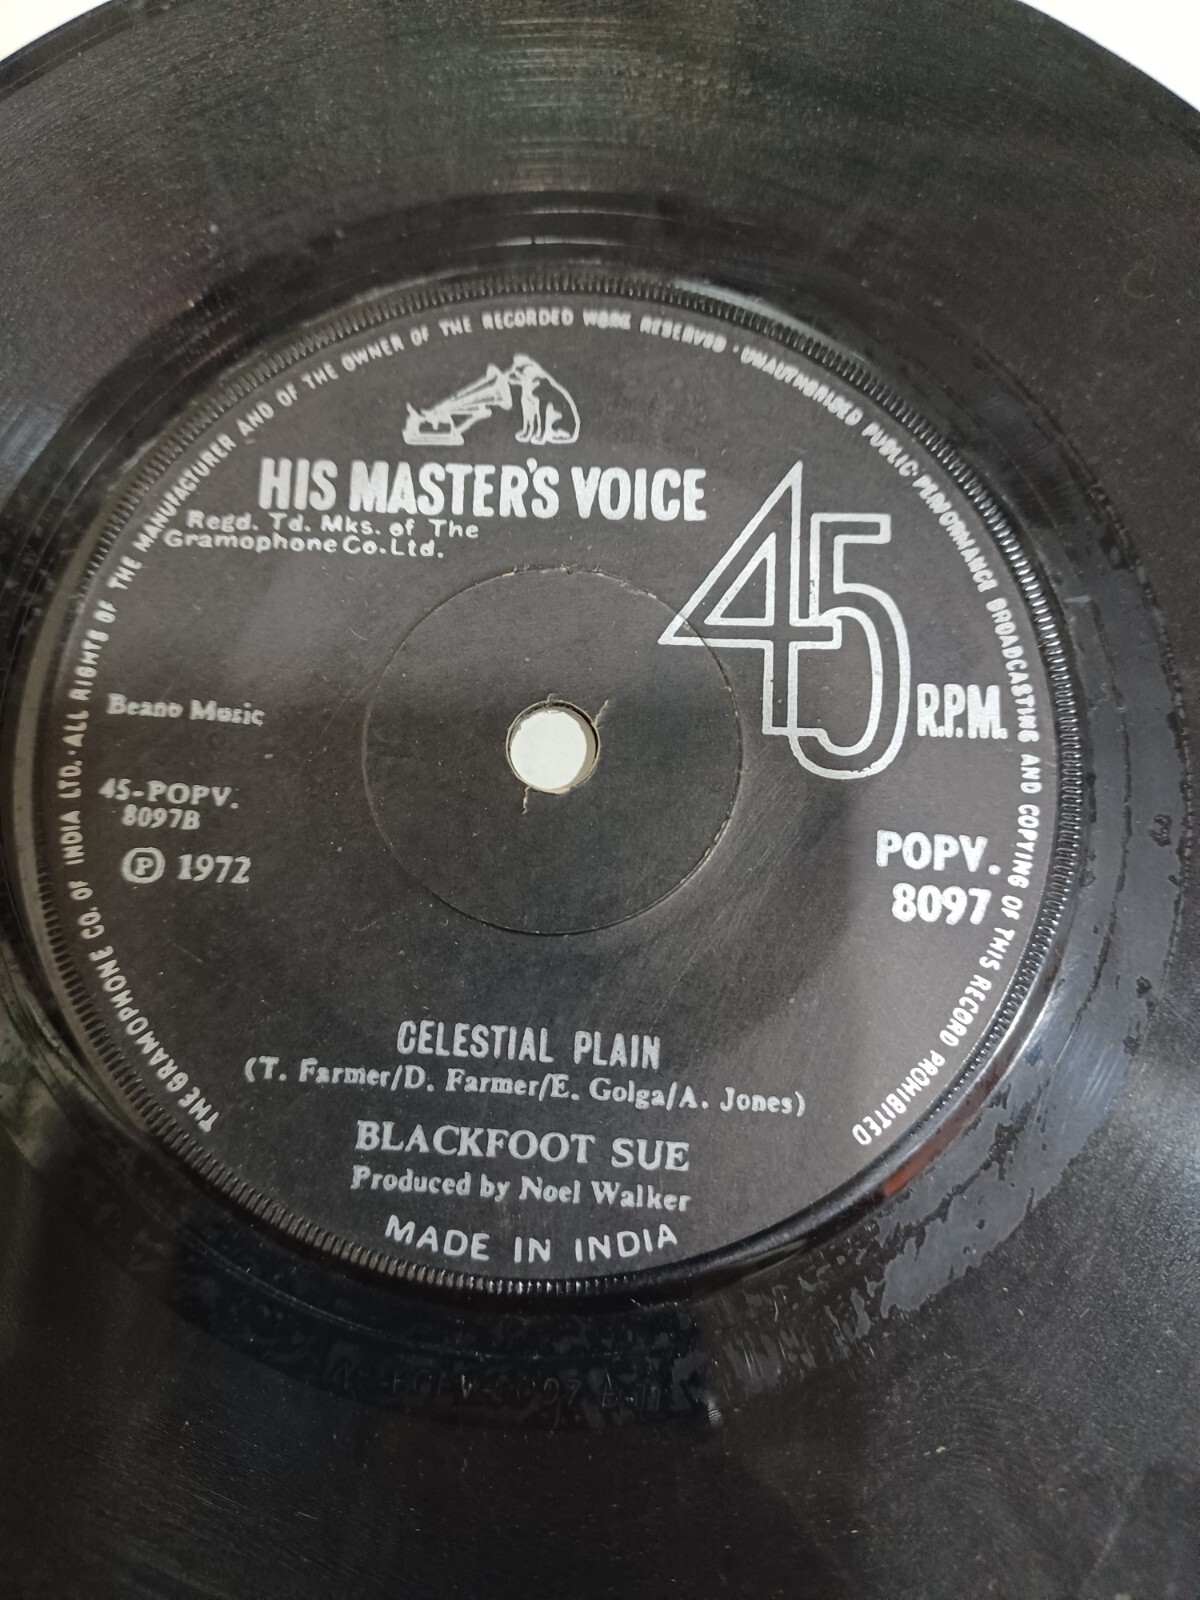 THE GRAMOPHONE CO. OF INDIA LTD. · ALL RIGHTS OF THE MANUFACTURER AND OF THE OWNER OF THE RECORDED WORK RESERVED · UNAUTHORISED PUBLIC PERFORMANCE BROADCASTING AND COPYING OF THIS RECORD PROHIBITED
HIS MASTER'S VOICE
Regd. Td. Mks. of The
Gramophone Co. Ltd.
45 R.P.M.
Beano Music
45-POPV.
8097B
Ⓟ 1972
POPV.
8097
CELESTIAL PLAIN
(T. Farmer/D. Farmer/E. Golga/A. Jones)
BLACKFOOT SUE
Produced by Noel Walker
MADE IN INDIA